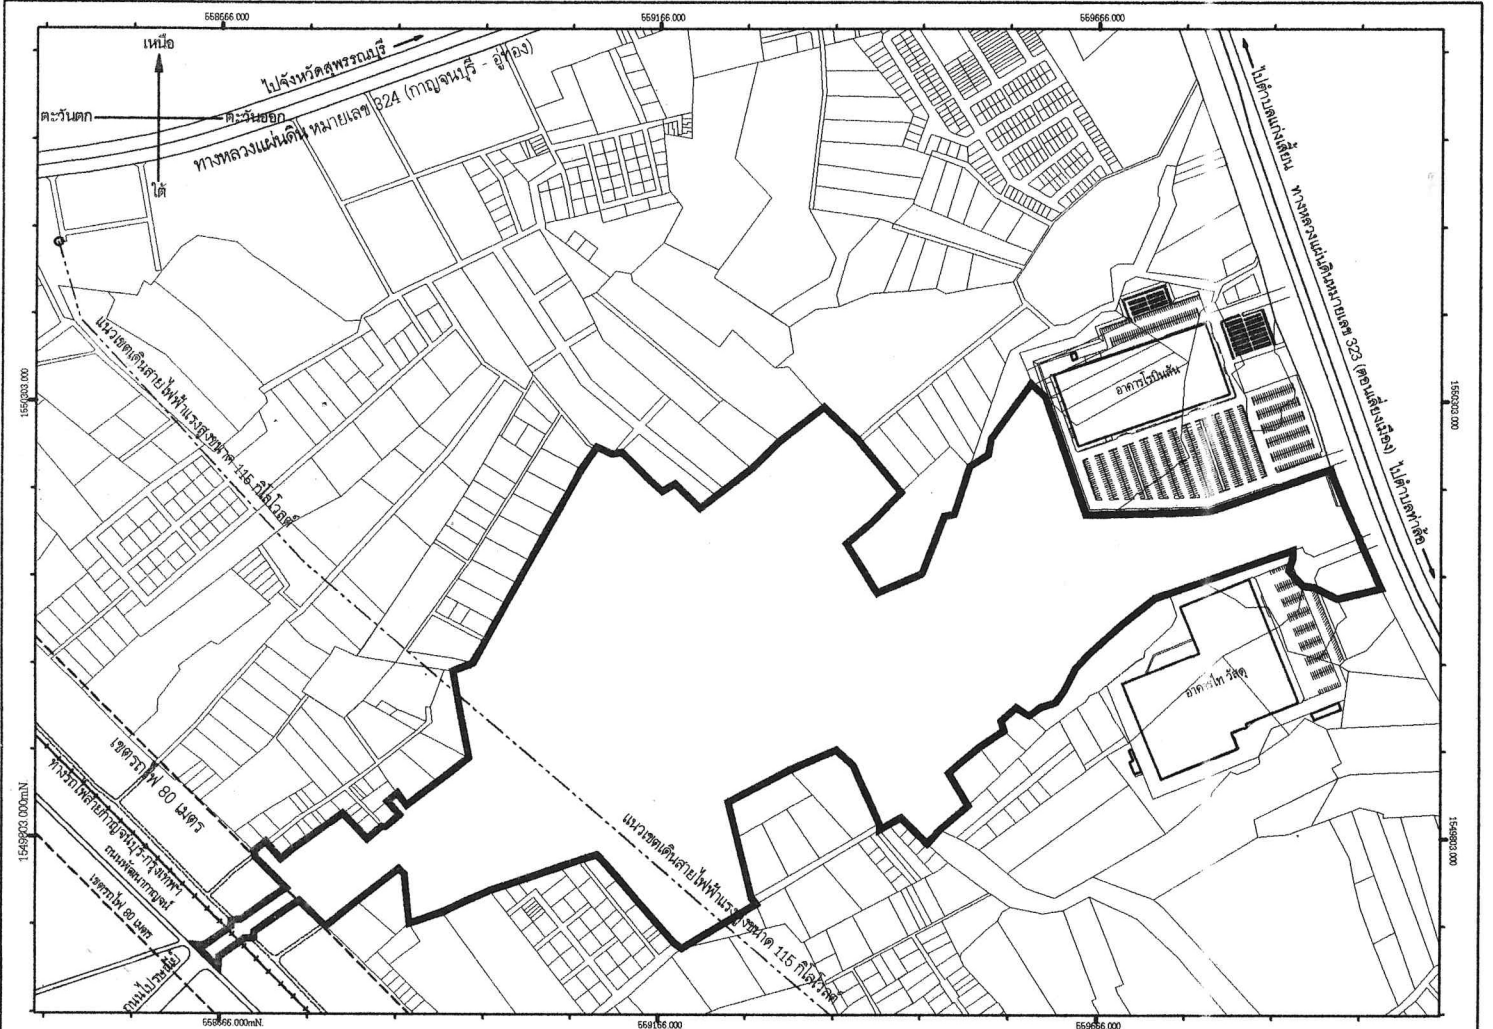 558666.000
559166.000
559666.000
เหนือ
ตะวันตก
ตะวันออก
ใต้
ไปจังหวัดสุพรรณบุรี
ทางหลวงแผ่นดิน หมายเลข 324 (กาญจนบุรี - อู่ทอง)
ไปตำบลแก่งเสี้ยน
ทางหลวงแผ่นดินหมายเลข 323 (ตอนเลี่ยงเมือง)
ไปตำบลท่าล้อ
1550303.000
1550303.000
แนวเขตเดินสายไฟฟ้าแรงสูงขนาด 115 กิโลโวลต์
อาคารโรบินสัน
อาคารไท วัสดุ
เขตรถไฟ 80 เมตร
ทางรถไฟสายกาญจนบุรี-กรุงเทพฯ
ถนนพัฒนากาญจน์
เขตรถไฟ 80 เมตร
แนวเขตเดินสายไฟฟ้าแรงสูงขนาด 115 กิโลโวลต์
1549803.000mN.
1549803.000
558666.000mN.
559166.000
559666.000